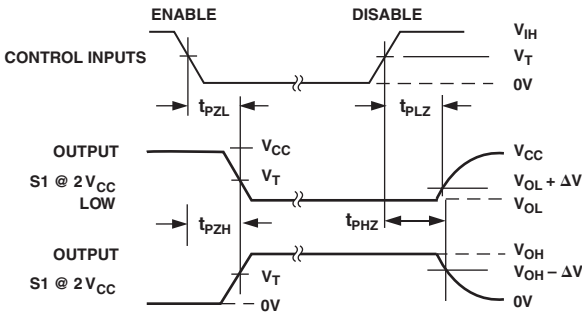 ENABLE DISABLE
CONTROL INPUTS
VIH
VT
0V
tPZL tPLZ
OUTPUT
S1 @ 2 VCC
LOW
VCC
VT
VCC
VOL + ΔV
VOL
tPZH tPHZ
OUTPUT
S1 @ 2 VCC
VT
0V
VOH
VOH – ΔV
0V